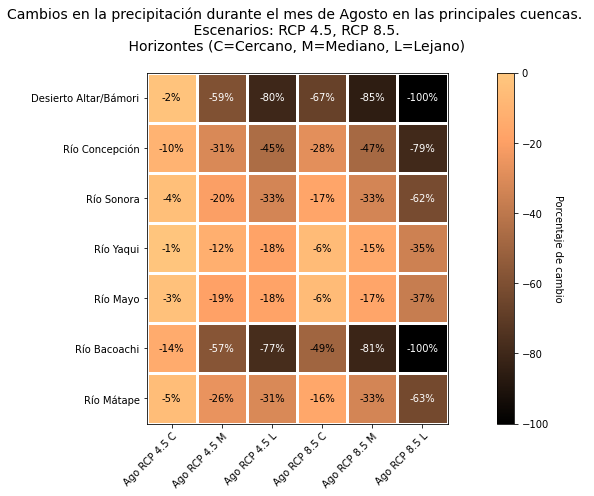 Cambios en la precipitación durante el mes de Agosto en las principales cuencas.
Escenarios: RCP 4.5, RCP 8.5.
Horizontes (C=Cercano, M=Mediano, L=Lejano)
Desierto Altar/Bámori -2% -59% -80% -67% -85% -100%
Río Concepción -10% -31% -45% -28% -47% -79%
Río Sonora -4% -20% -33% -17% -33% -62%
Río Yaqui -1% -12% -18% -6% -15% -35%
Río Mayo -3% -19% -18% -6% -17% -37%
Río Bacoachi -14% -57% -77% -49% -81% -100%
Río Mátape -5% -26% -31% -16% -33% -63%
Ago RCP 4.5 C
Ago RCP 4.5 M
Ago RCP 4.5 L
Ago RCP 8.5 C
Ago RCP 8.5 M
Ago RCP 8.5 L
0
−20
−40
−60
−80
−100
Porcentaje de cambio